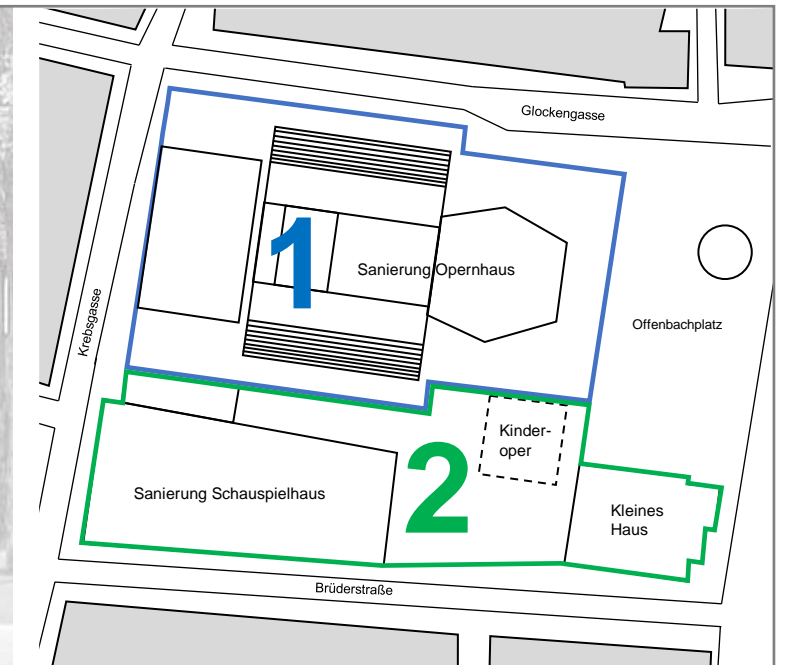 Glockengasse
1
Sanierung Opernhaus
Krebsgasse
Offenbachplatz
Kinder-
oper
2
Sanierung Schauspielhaus
Kleines
Haus
Brüderstraße